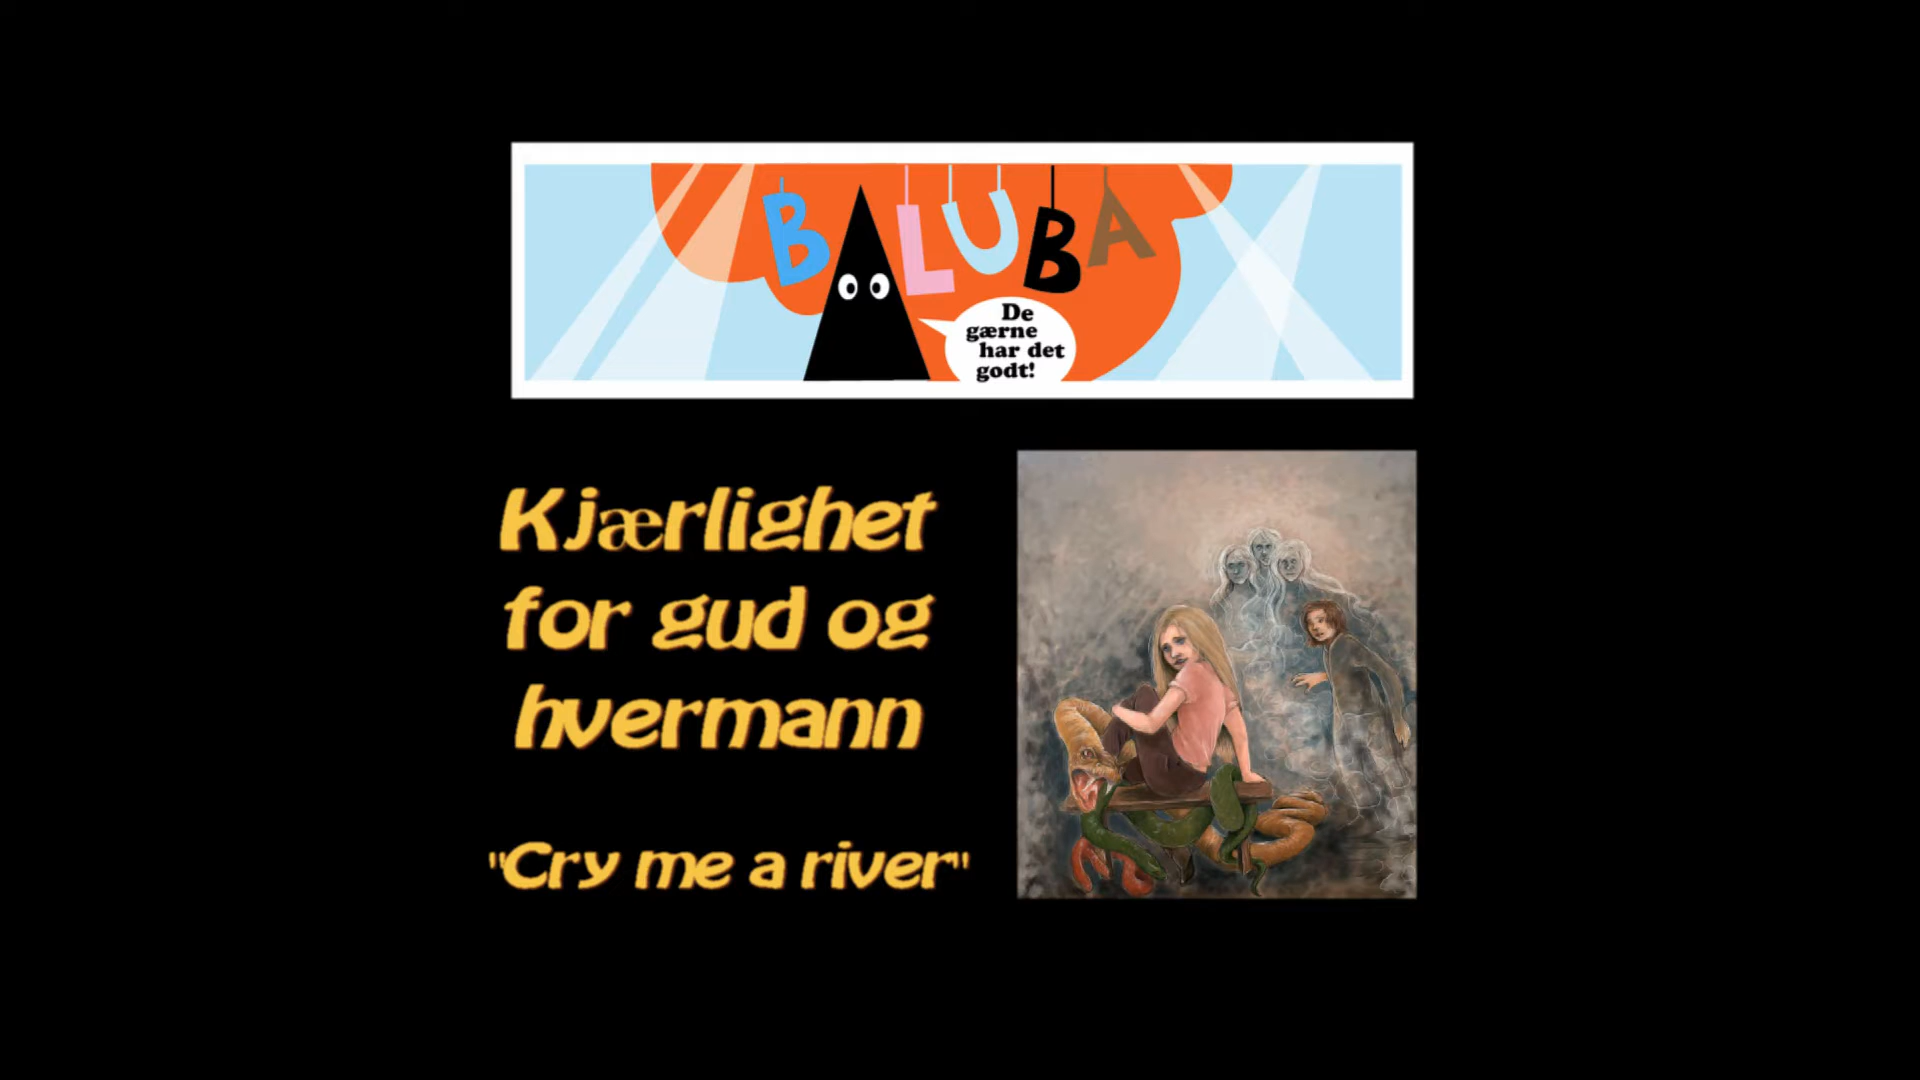 BALUBA
De
gærne
har det
godt!
Kjærlighet
for gud og
hvermann
"Cry me a river"